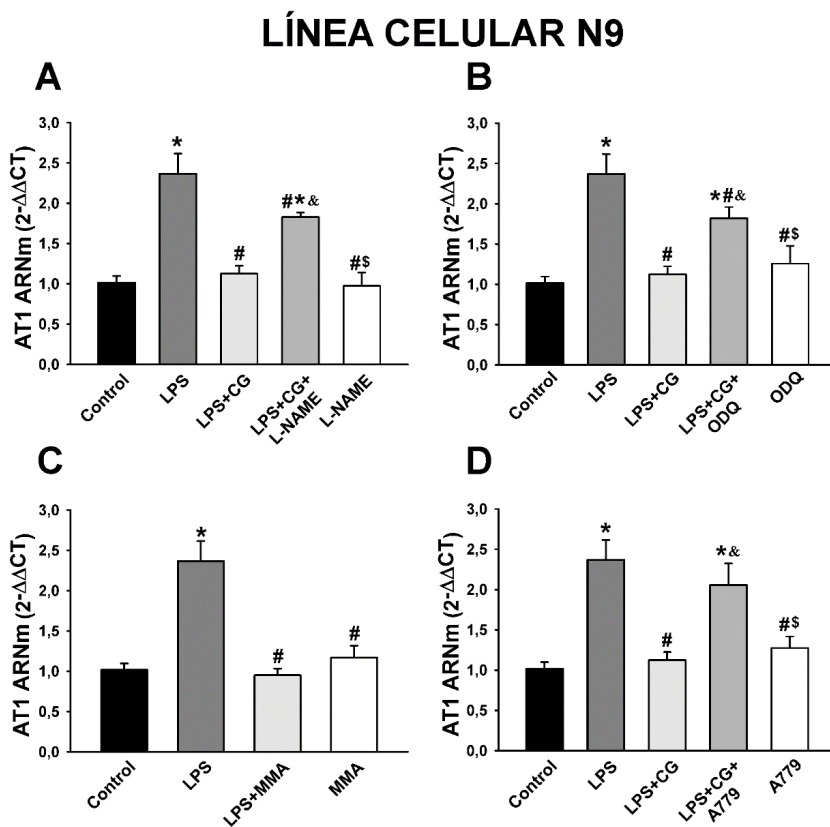 LÍNEA CELULAR N9
A
AT1 ARNm (2-ΔΔCT)
3,0
2,5
2,0
1,5
1,0
0,5
0,0
*
#
#*&
#$
Control
LPS
LPS+CG
LPS+CG+
L-NAME
L-NAME
B
AT1 ARNm (2-ΔΔCT)
3,0
2,5
2,0
1,5
1,0
0,5
0,0
*
#
*#&
#$
Control
LPS
LPS+CG
LPS+CG+
ODQ
ODQ
C
AT1 ARNm (2-ΔΔCT)
3,0
2,5
2,0
1,5
1,0
0,5
0,0
*
#
#
Control
LPS
LPS+MMA
MMA
D
AT1 ARNm (2-ΔΔCT)
3,0
2,5
2,0
1,5
1,0
0,5
0,0
*
#
*&
#$
Control
LPS
LPS+CG
LPS+CG+
A779
A779